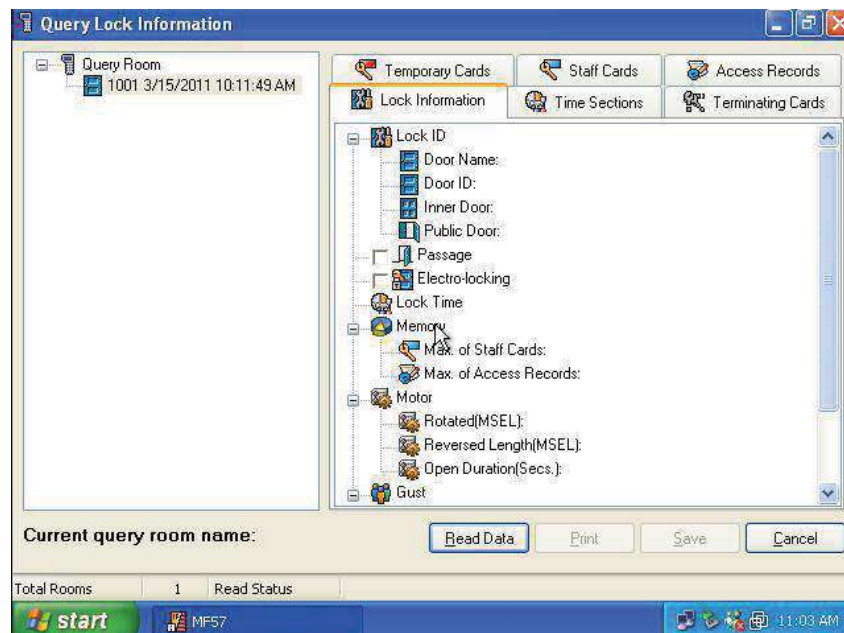 Query Lock Information
Query Room
1001 3/15/2011 10:11:49 AM
Temporary Cards
Staff Cards
Access Records
Lock Information
Time Sections
Terminating Cards
Lock ID
Door Name:
Door ID:
Inner Door:
Public Door:
Passage
Electro-locking
Lock Time
Memory
Max. of Staff Cards:
Max. of Access Records:
Motor
Rotated(MSEL):
Reversed Length(MSEL):
Open Duration(Secs.):
Gust
Current query room name:
Read Data
Print
Save
Cancel
Total Rooms
1
Read Status
start
MF57
11:03 AM